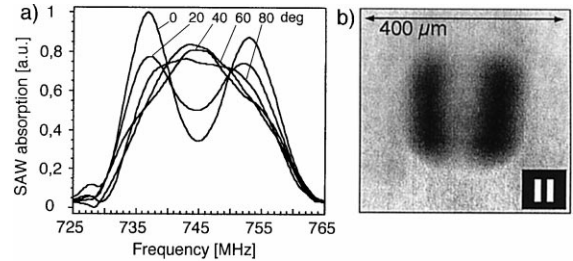 a)
0 20 40 60 80 deg
SAW absorption [a.u.]
1
0,8
0,6
0,4
0,2
0
725 735 745 755 765
Frequency [MHz]
b)
400 µm